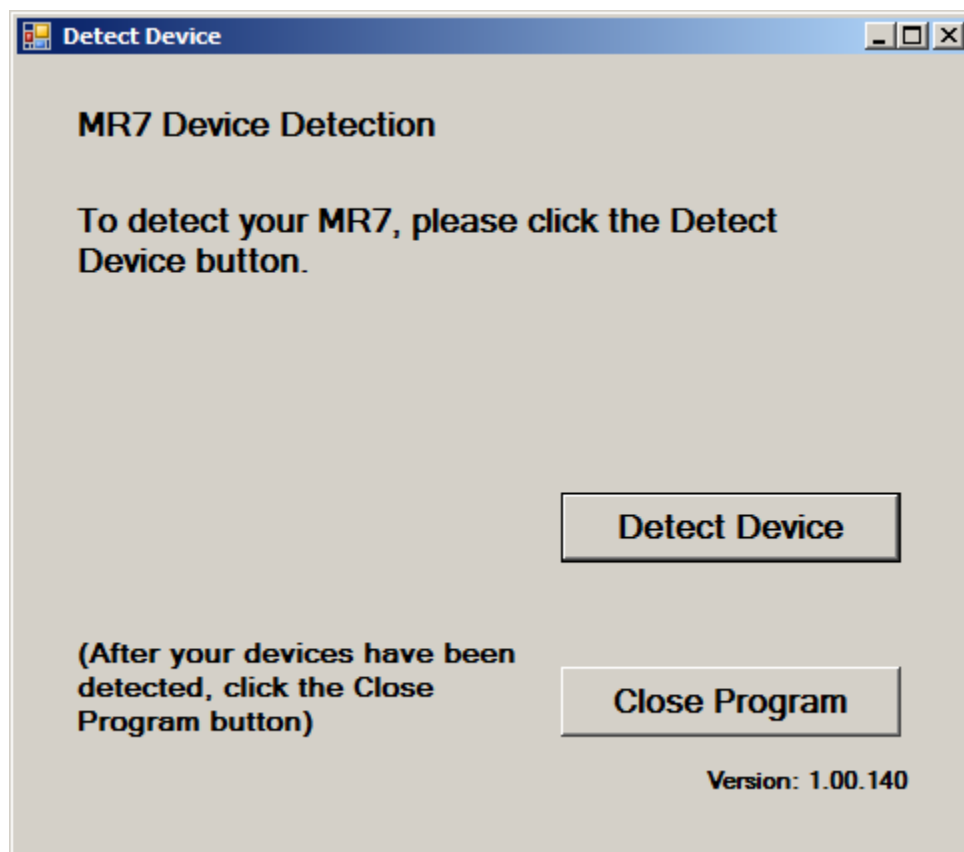 Detect Device
MR7 Device Detection
To detect your MR7, please click the Detect
Device button.
Detect Device
(After your devices have been
detected, click the Close
Program button)
Close Program
Version: 1.00.140